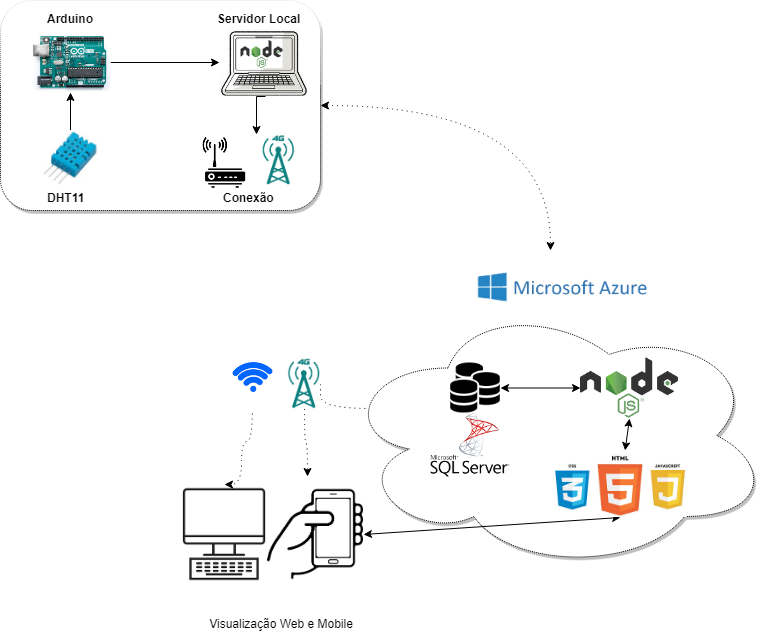 Arduino
Servidor Local
node
JS
4G
DHT11
Conexão
Microsoft Azure
4G
node
JS
Microsoft
SQL Server
CSS
HTML
JAVASCRIPT
3
5
Visualização Web e Mobile